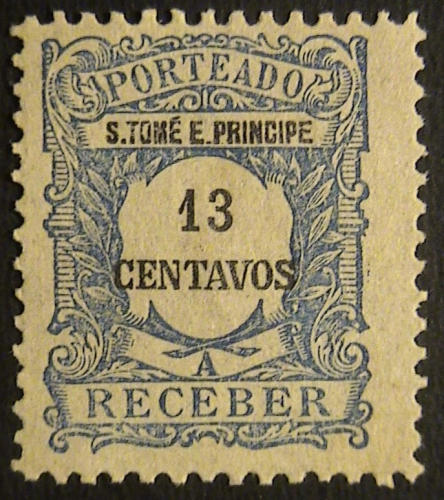 PORTEADO
S.TOMÉ E.PRINCIPE
13
CENTAVOS
A
RECEBER